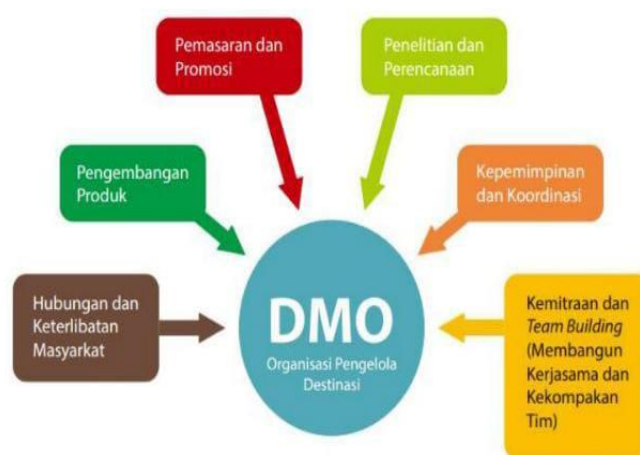 Pemasaran dan
Promosi
Penelitian dan
Perencanaan
Pengembangan
Produk
Kepemimpinan
dan Koordinasi
Hubungan dan
Keterlibatan
Masyarkat
DMO
Organisasi Pengelola
Destinasi
Kemitraan dan
Team Building
(Membangun
Kerjasama dan
Kekompakan
Tim)